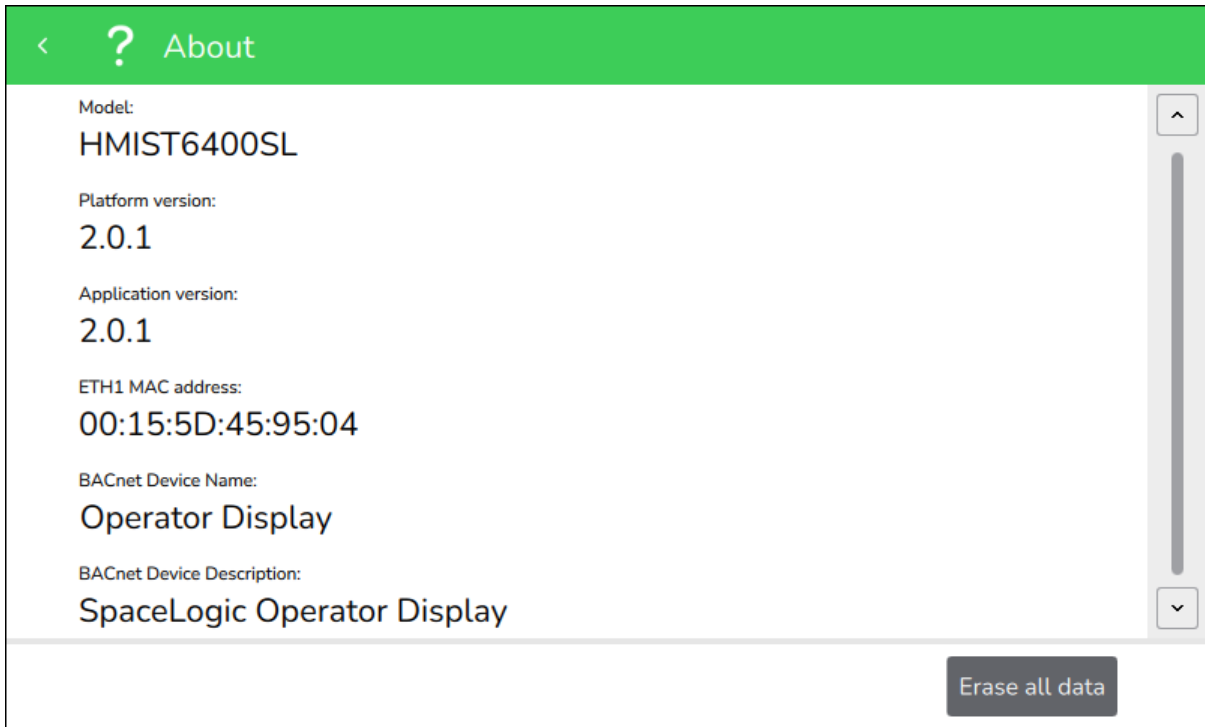 ? About
Model:
HMIST6400SL
Platform version:
2.0.1
Application version:
2.0.1
ETH1 MAC address:
00:15:5D:45:95:04
BACnet Device Name:
Operator Display
BACnet Device Description:
SpaceLogic Operator Display
Erase all data